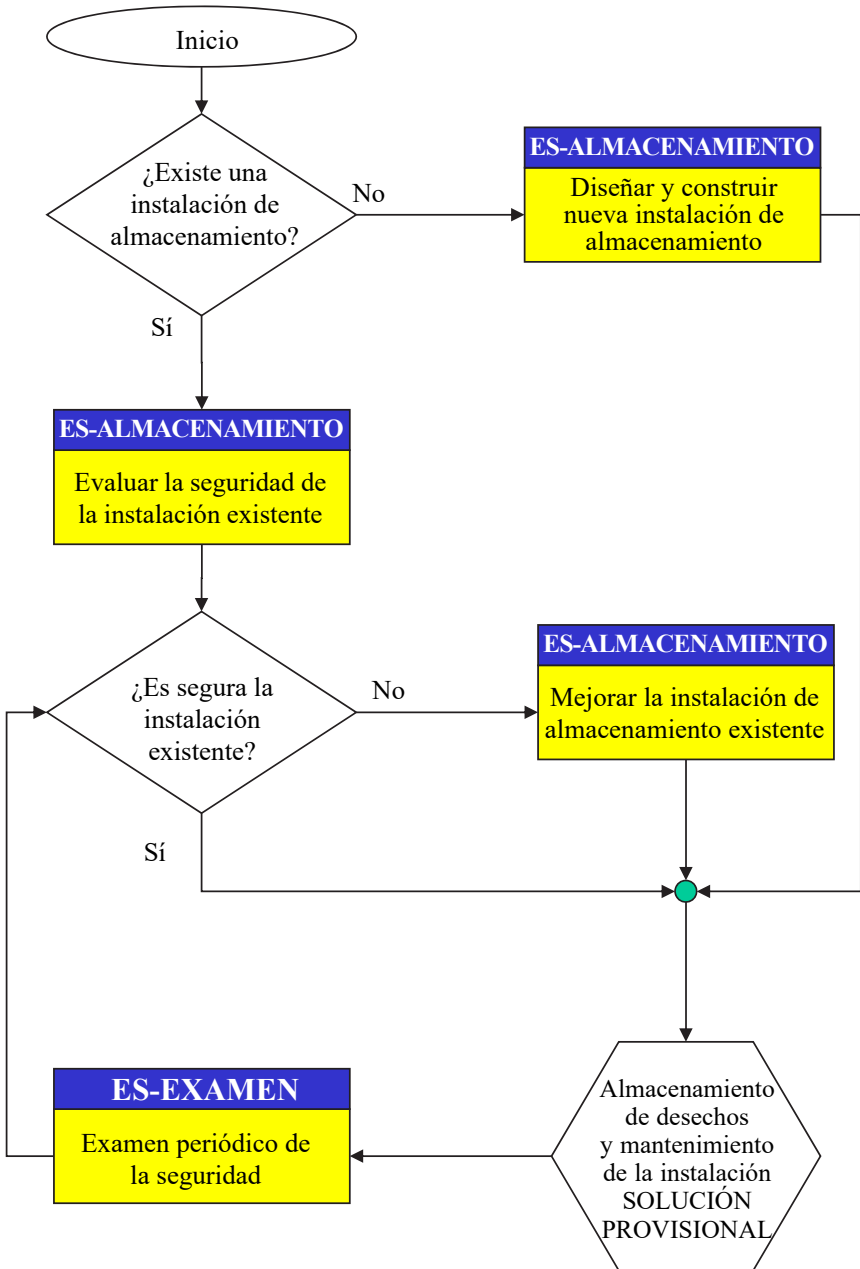 Inicio
¿Existe una
instalación de
almacenamiento?
No
ES-ALMACENAMIENTO
Diseñar y construir
nueva instalación de
almacenamiento
Sí
ES-ALMACENAMIENTO
Evaluar la seguridad de
la instalación existente
¿Es segura la
instalación
existente?
No
ES-ALMACENAMIENTO
Mejorar la instalación de
almacenamiento existente
Sí
ES-EXAMEN
Examen periódico de
la seguridad
Almacenamiento
de desechos
y mantenimiento
de la instalación
SOLUCIÓN
PROVISIONAL